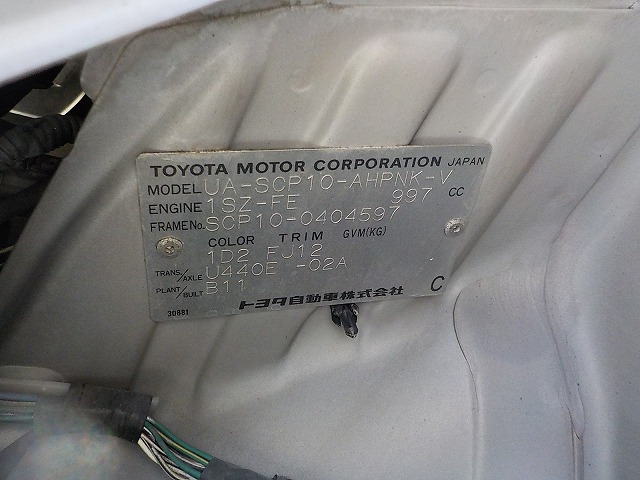 TOYOTA MOTOR CORPORATION JAPAN
MODEL UA-SCP10-AHPNK-V
ENGINE 1SZ-FE 997 CC
FRAME No. SCP10-0404597
COLOR TRIM GVM(KG)
1D2 FJ12
TRANS./AXLE U440E -02A
PLANT/BUILT B11
トヨタ自動車株式会社 C
30881